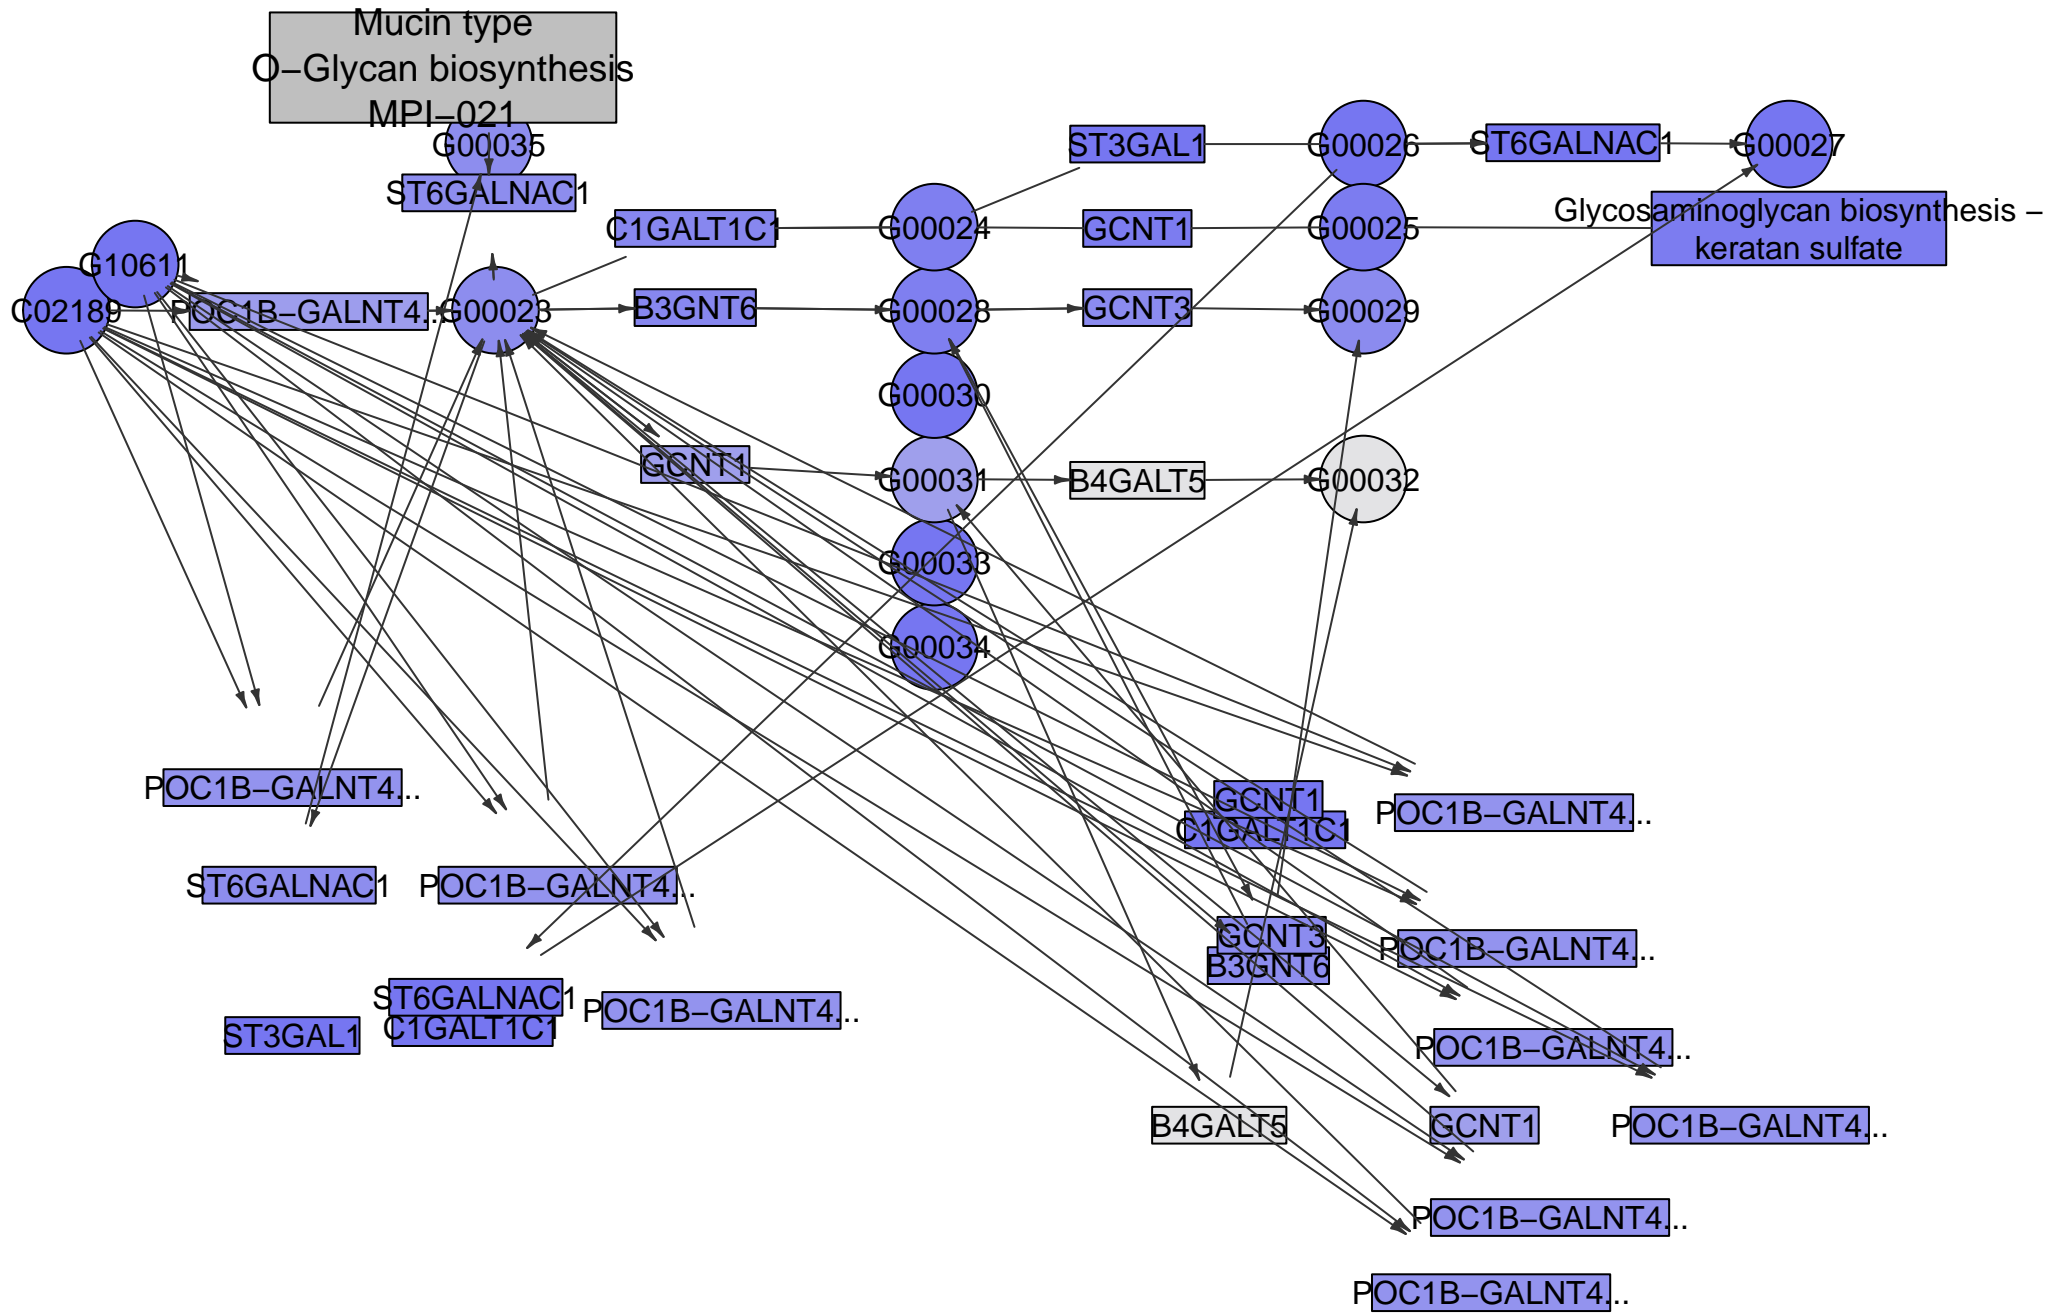 Mucin type
O−Glycan biosynthesis
MPI−021
G00035
ST3GAL1
G00026
ST6GALNAC1
G00027
ST6GALNAC1
C1GALT1C1
G00024
GCNT1
G00025
Glycosaminoglycan biosynthesis −
keratan sulfate
G10611
C02189
POC1B−GALNT4...
G00023
B3GNT6
G00028
GCNT3
G00029
G00030
GCNT1
G00031
B4GALT5
G00032
G00033
G00034
POC1B−GALNT4...
GCNT1
POC1B−GALNT4...
C1GALT1C1
ST6GALNAC1
POC1B−GALNT4...
GCNT3
POC1B−GALNT4...
B3GNT6
ST6GALNAC1
POC1B−GALNT4...
C1GALT1C1
ST3GAL1
POC1B−GALNT4...
B4GALT5
GCNT1
POC1B−GALNT4...
POC1B−GALNT4...
POC1B−GALNT4...